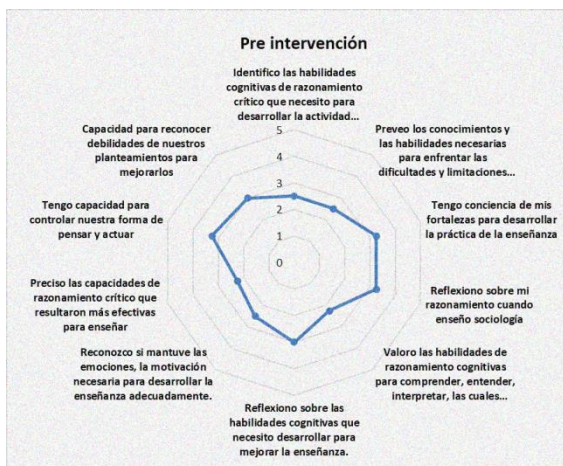 Pre intervención
Identifico las habilidades
cognitivas de razonamiento
crítico que necesito para
desarrollar la actividad...
Capacidad para reconocer
debilidades de nuestros
planteamientos para
mejorarlos
Preveo los conocimientos y
las habilidades necesarias
para enfrentar las
dificultades y limitaciones...
Tengo capacidad para
controlar nuestra forma de
pensar y actuar
Tengo conciencia de mis
fortalezas para desarrollar
la práctica de la enseñanza
Preciso las capacidades de
razonamiento crítico que
resultaron más efectivas
para enseñar
Reflexiono sobre mi
razonamiento cuando
enseño sociología
Reconozco si mantuve las
emociones, la motivación
necesaria para desarrollar la
enseñanza adecuadamente.
Valoro las habilidades de
razonamiento cognitivas
para comprender, entender,
interpretar, las cuales...
Reflexiono sobre las
habilidades cognitivas que
necesito desarrollar para
mejorar la enseñanza.
5
4
3
2
1
0